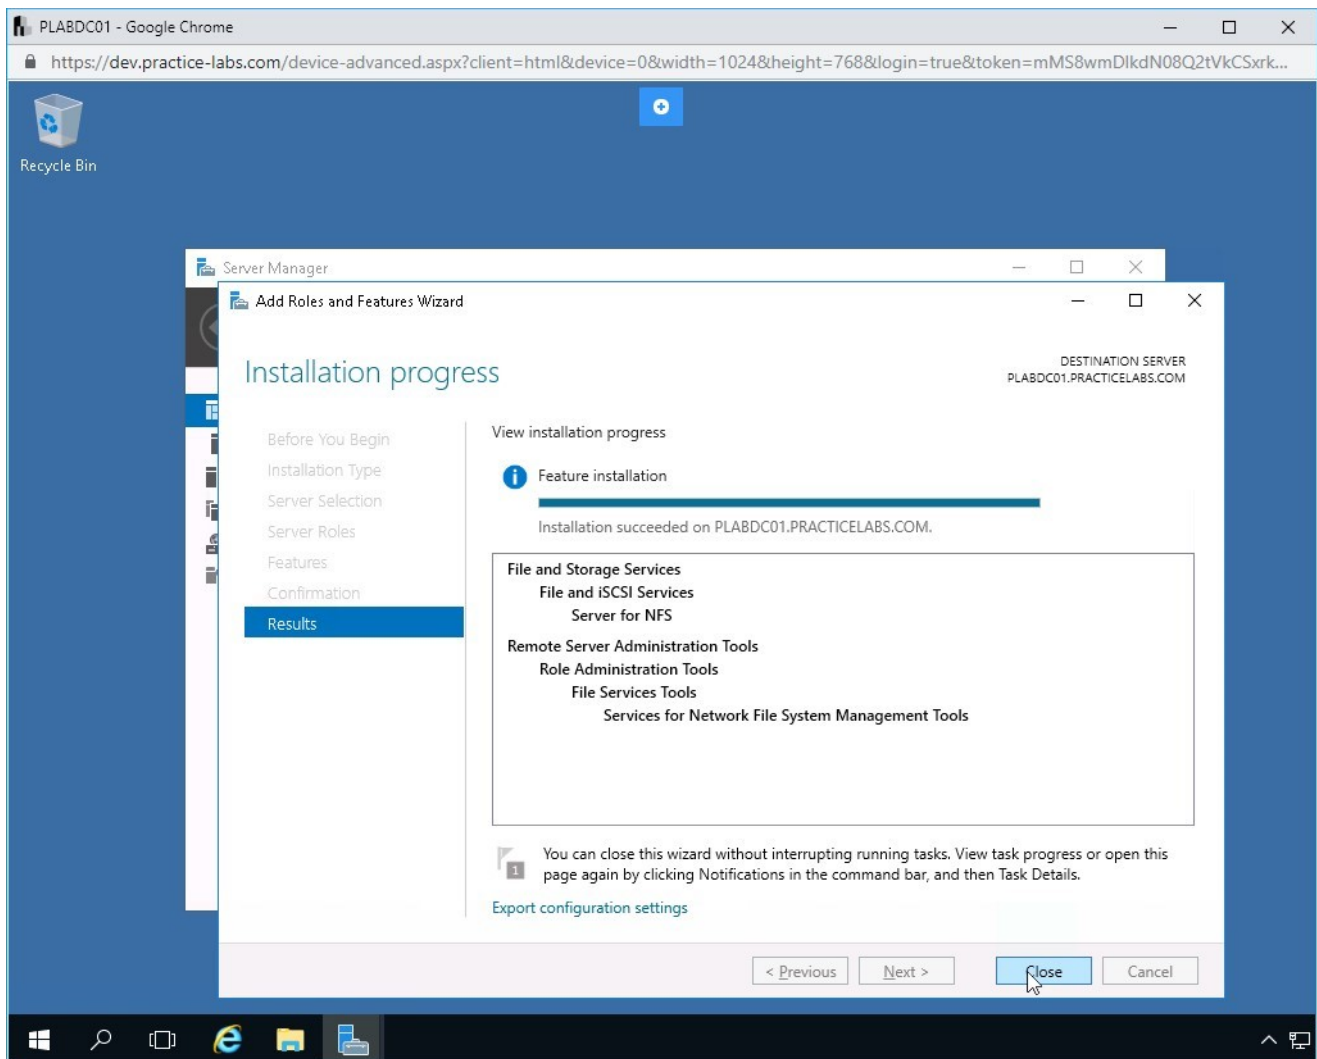 PLABDC01 - Google Chrome
https://dev.practice-labs.com/device-advanced.aspx?client=html&device=0&width=1024&height=768&login=true&token=mMS8wmDlkdN08Q2tVkCSxrk...
Recycle Bin
Server Manager
Add Roles and Features Wizard
Installation progress
DESTINATION SERVER
PLABDC01.PRACTICELABS.COM
Before You Begin
Installation Type
Server Selection
Server Roles
Features
Confirmation
Results
View installation progress
Feature installation
Installation succeeded on PLABDC01.PRACTICELABS.COM.
File and Storage Services
File and iSCSI Services
Server for NFS
Remote Server Administration Tools
Role Administration Tools
File Services Tools
Services for Network File System Management Tools
1
You can close this wizard without interrupting running tasks. View task progress or open this
page again by clicking Notifications in the command bar, and then Task Details.
Export configuration settings
< Previous
Next >
Close
Cancel